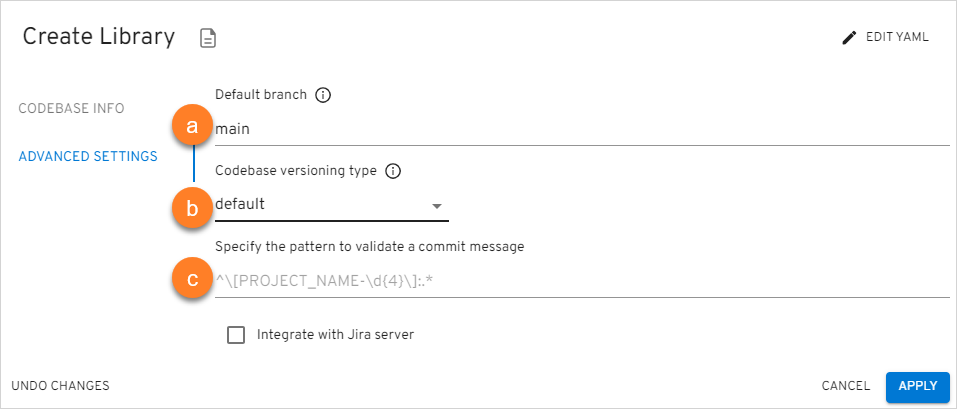 Create Library
EDIT YAML
CODEBASE INFO
ADVANCED SETTINGS
Default branch
a
main
Codebase versioning type
b
default
Specify the pattern to validate a commit message
c
^\[PROJECT_NAME-\d{4}\]:.*
Integrate with Jira server
UNDO CHANGES
CANCEL
APPLY